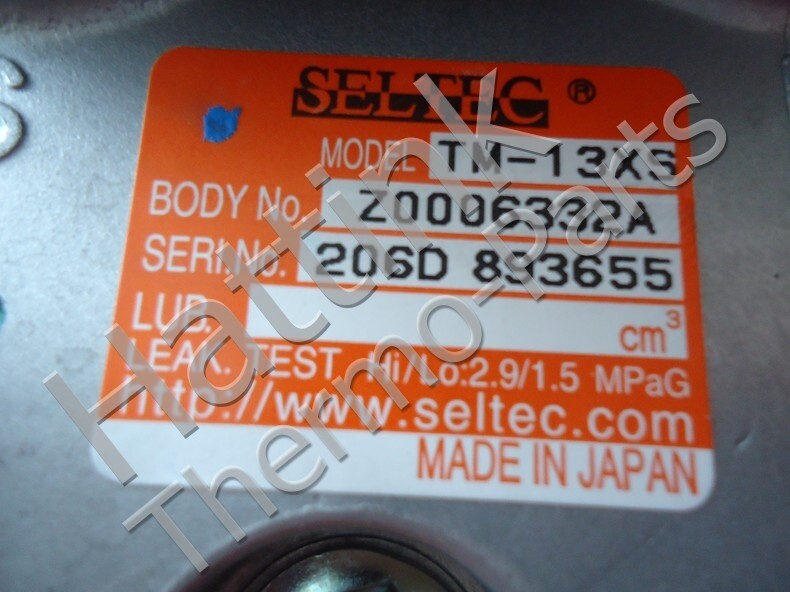 SELTEC ®
MODEL TM-13XS
BODY No. Z0006332A
SERI.No. 206D 893655
LUB. cm³
LEAK. TEST Hi/Lo:2.9/1.5 MPaG
http://www.seltec.com
MADE IN JAPAN
Hattink
Thermo-parts